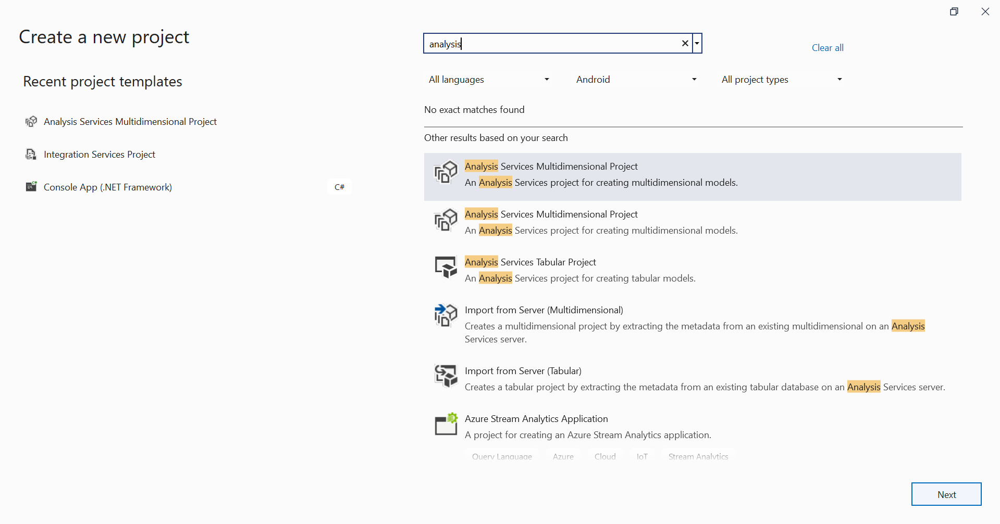 Create a new project
analysis
Clear all
Recent project templates
All languages
Android
All project types
Analysis Services Multidimensional Project
Integration Services Project
Console App (.NET Framework)
C#
No exact matches found
Other results based on your search
Analysis Services Multidimensional Project
An Analysis Services project for creating multidimensional models.
Analysis Services Multidimensional Project
An Analysis Services project for creating multidimensional models.
Analysis Services Tabular Project
An Analysis Services project for creating tabular models.
Import from Server (Multidimensional)
Creates a multidimensional project by extracting the metadata from an existing multidimensional on an Analysis
Services server.
Import from Server (Tabular)
Creates a tabular project by extracting the metadata from an existing tabular database on an Analysis Services server.
Azure Stream Analytics Application
A project for creating an Azure Stream Analytics application.
Query Language
Azure
Cloud
IoT
Stream Analytics
Next